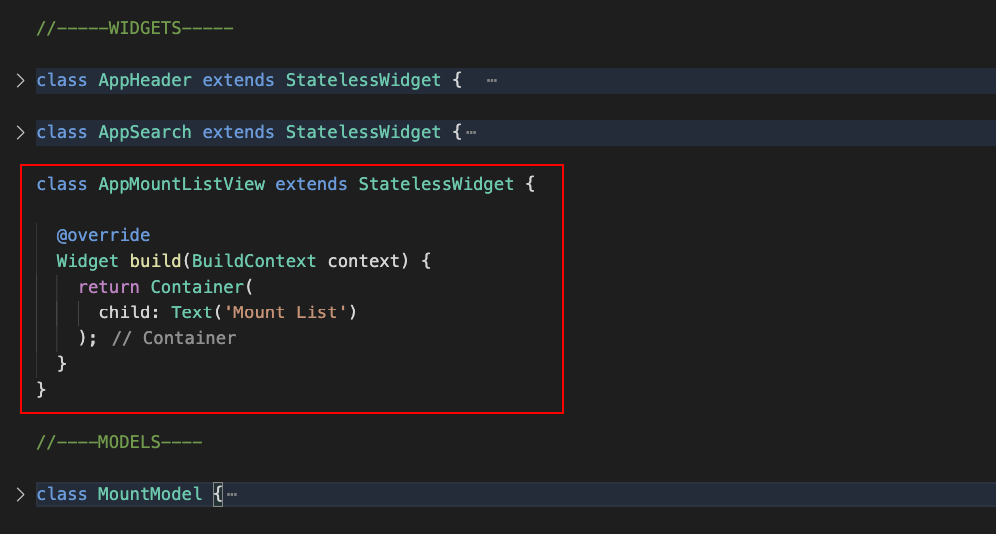 //-----WIDGETS-----
class AppHeader extends StatelessWidget { …
class AppSearch extends StatelessWidget {…
class AppMountListView extends StatelessWidget {
@override
Widget build(BuildContext context) {
return Container(
child: Text('Mount List')
); // Container
}
}
//----MODELS----
class MountModel {…